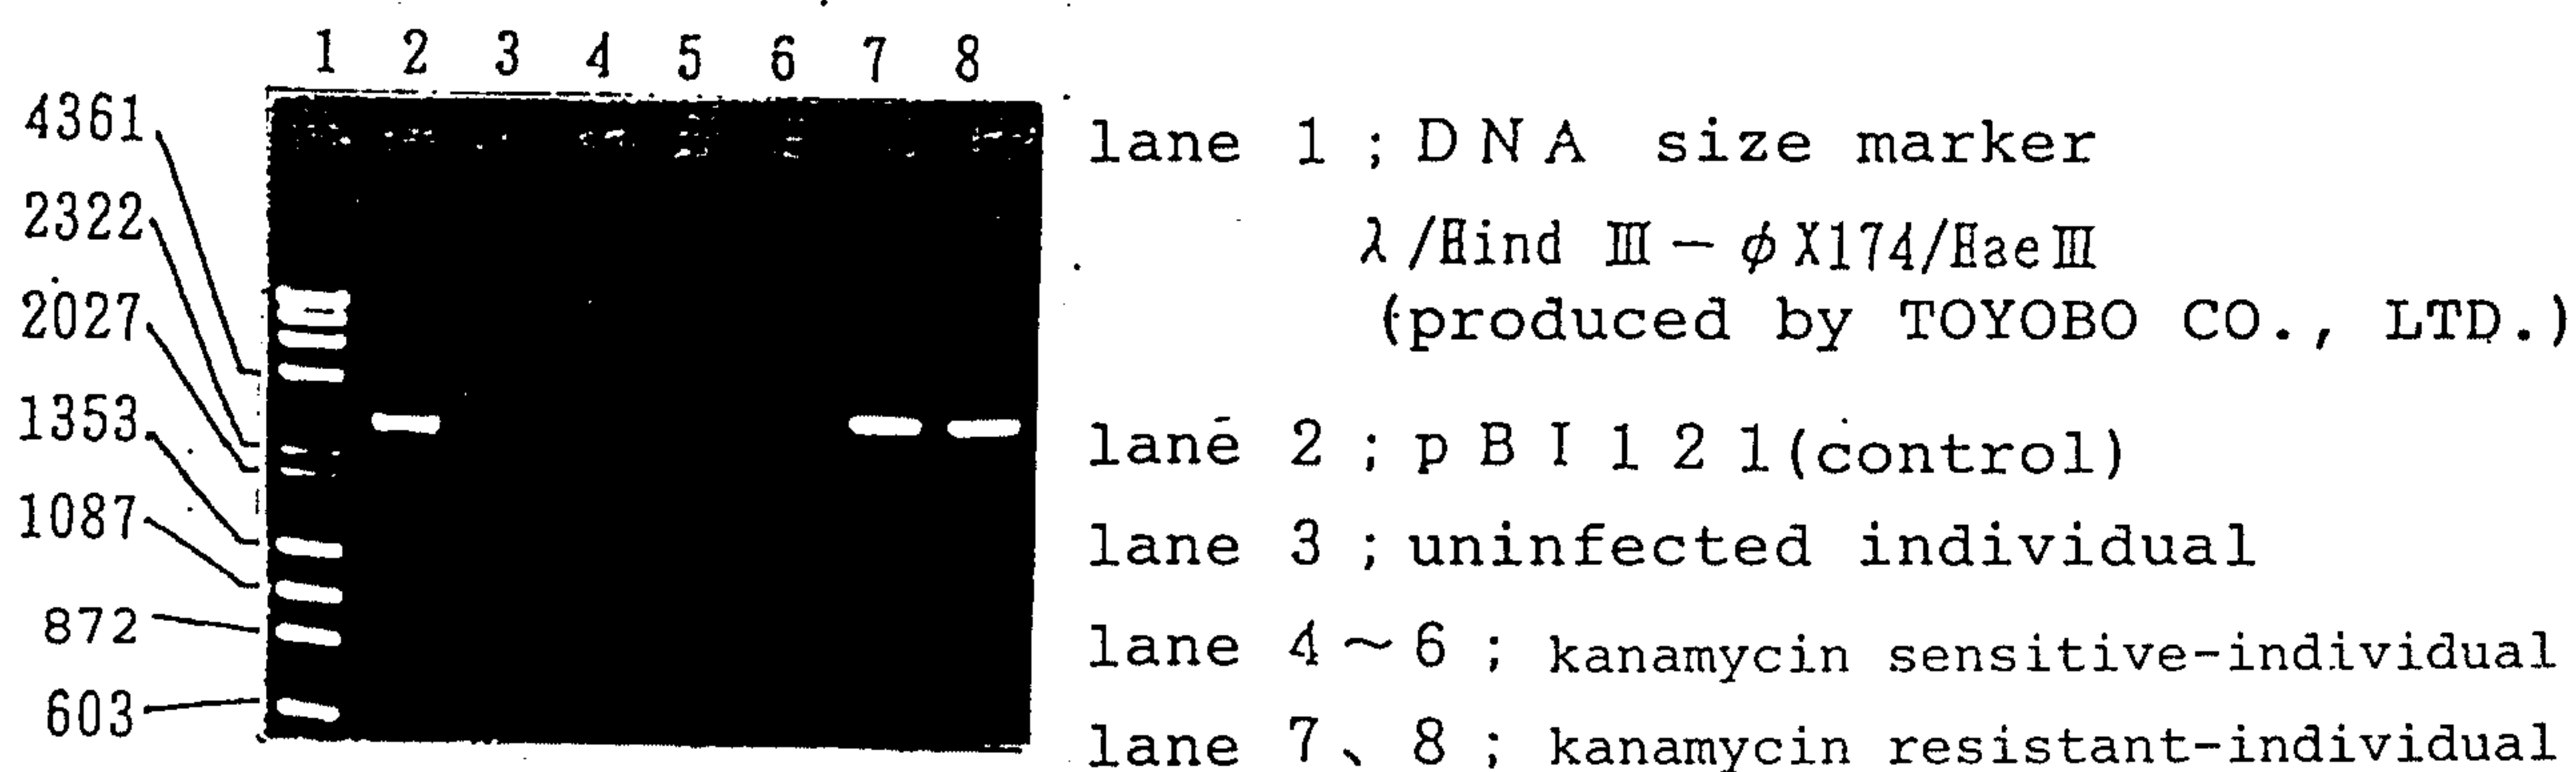 1 2 3 4 5 6 7 8
4361
2322
2027
1353
1087
872
603
lane 1 ; DNA size marker
λ/Hind Ⅲ - φX174/HaeⅢ
(produced by TOYOBO CO., LTD.)
lane 2 ; pBI121(control)
lane 3 ; uninfected individual
lane 4~6 ; kanamycin sensitive-individual
lane 7、8 ; kanamycin resistant-individual